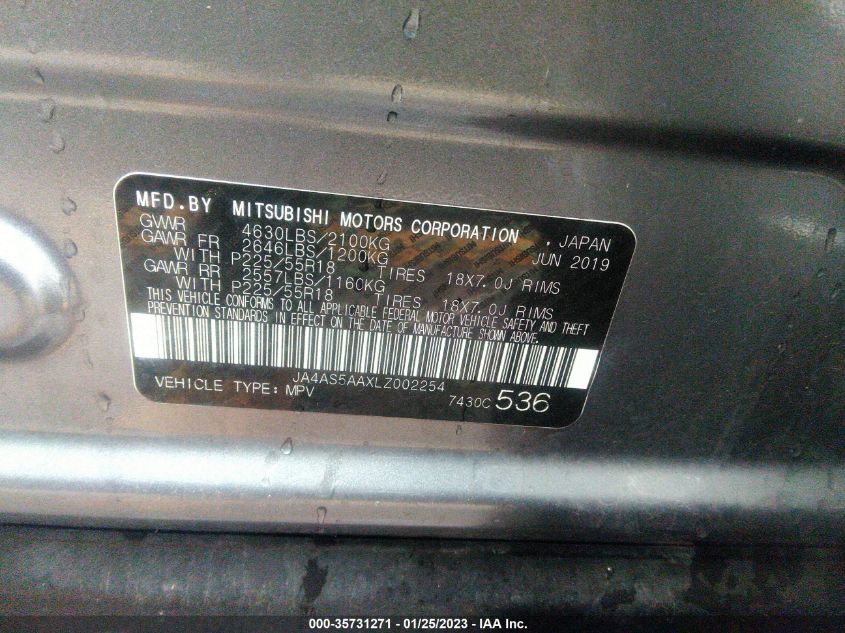 MFD.BY MITSUBISHI MOTORS CORPORATION , JAPAN
GVWR 4630LBS/2100KG JUN 2019
GAWR FR 2646LBS/1200KG
WITH P225/55R18 TIRES 18X7.0J RIMS
GAWR RR 2557LBS/1160KG
WITH P225/55R18 TIRES 18X7.0J RIMS
THIS VEHICLE CONFORMS TO ALL APPLICABLE FEDERAL MOTOR VEHICLE SAFETY AND THEFT
PREVENTION STANDARDS IN EFFECT ON THE DATE OF MANUFACTURE SHOWN ABOVE.
JA4AS5AAXLZ002254
VEHICLE TYPE: MPV 7430C 536
000-35731271 - 01/25/2023 - IAA Inc.